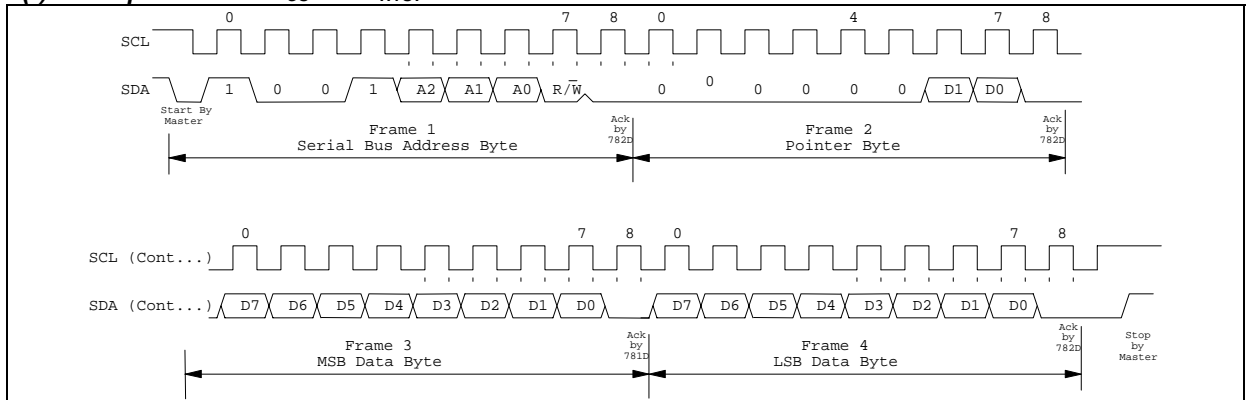 0 7 8 0 4 7 8
SCL
SDA 1 0 0 1 A2 A1 A0 R/W̅ 0 0 0 0 0 0 D1 D0
Start By
Master
Frame 1
Serial Bus Address Byte
Ack
by
782D
Frame 2
Pointer Byte
Ack
by
782D
0 7 8 0 7 8
SCL (Cont...)
SDA (Cont...) D7 D6 D5 D4 D3 D2 D1 D0 D7 D6 D5 D4 D3 D2 D1 D0
Frame 3
MSB Data Byte
Ack
by
781D
Frame 4
LSB Data Byte
Ack
by
782D
Stop
by
Master